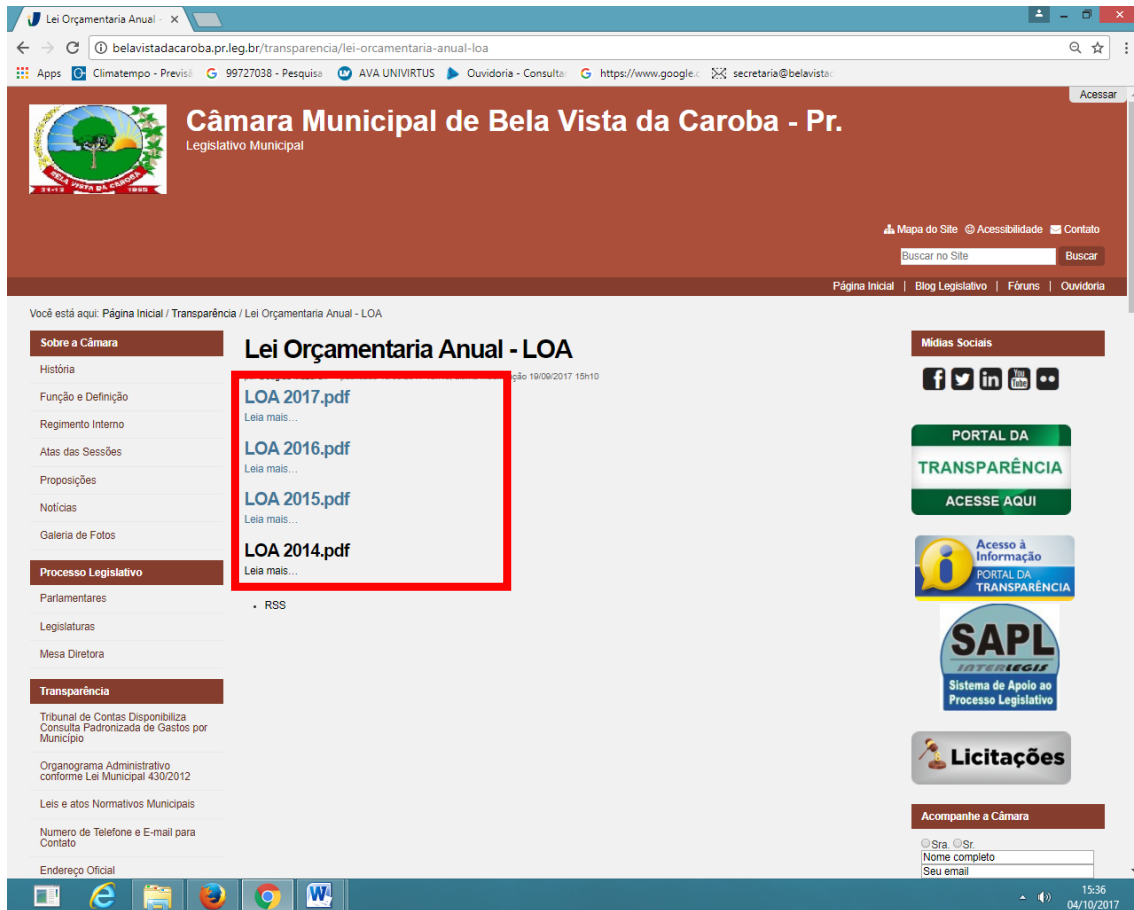 Lei Orçamentaria Anual -
belavistadacaroba.pr.leg.br/transparencia/lei-orcamentaria-anual-loa
Apps Climatempo - Previsã 99727038 - Pesquisa AVA UNIVIRTUS Ouvidoria - Consulta https://www.google.c secretaria@belavista
Acessar
Câmara Municipal de Bela Vista da Caroba - Pr.
Legislativo Municipal
BELA VISTA DA CAROBA
31-12 1995
Mapa do Site Acessibilidade Contato
Buscar no Site Buscar
Página Inicial | Blog Legislativo | Fóruns | Ouvidoria
Você está aqui: Página Inicial / Transparência / Lei Orçamentaria Anual - LOA
Sobre a Câmara
História
Função e Definição
Regimento Interno
Atas das Sessões
Proposições
Notícias
Galeria de Fotos
Processo Legislativo
Parlamentares
Legislaturas
Mesa Diretora
Transparência
Tribunal de Contas Disponibiliza
Consulta Padronizada de Gastos por
Município
Organograma Administrativo
conforme Lei Municipal 430/2012
Leis e atos Normativos Municipais
Numero de Telefone e E-mail para
Contato
Endereço Oficial
Lei Orçamentaria Anual - LOA
19/09/2017 15h10
LOA 2017.pdf
Leia mais…
LOA 2016.pdf
Leia mais…
LOA 2015.pdf
Leia mais…
LOA 2014.pdf
Leia mais…
RSS
Mídias Sociais
You
Tube
PORTAL DA
TRANSPARÊNCIA
ACESSE AQUI
Acesso à
Informação
PORTAL DA
TRANSPARÊNCIA
SAPL
INTERLEGIS
Sistema de Apoio ao
Processo Legislativo
Licitações
Acompanhe a Câmara
Sra. Sr.
Nome completo
Seu email
15:36
04/10/2017